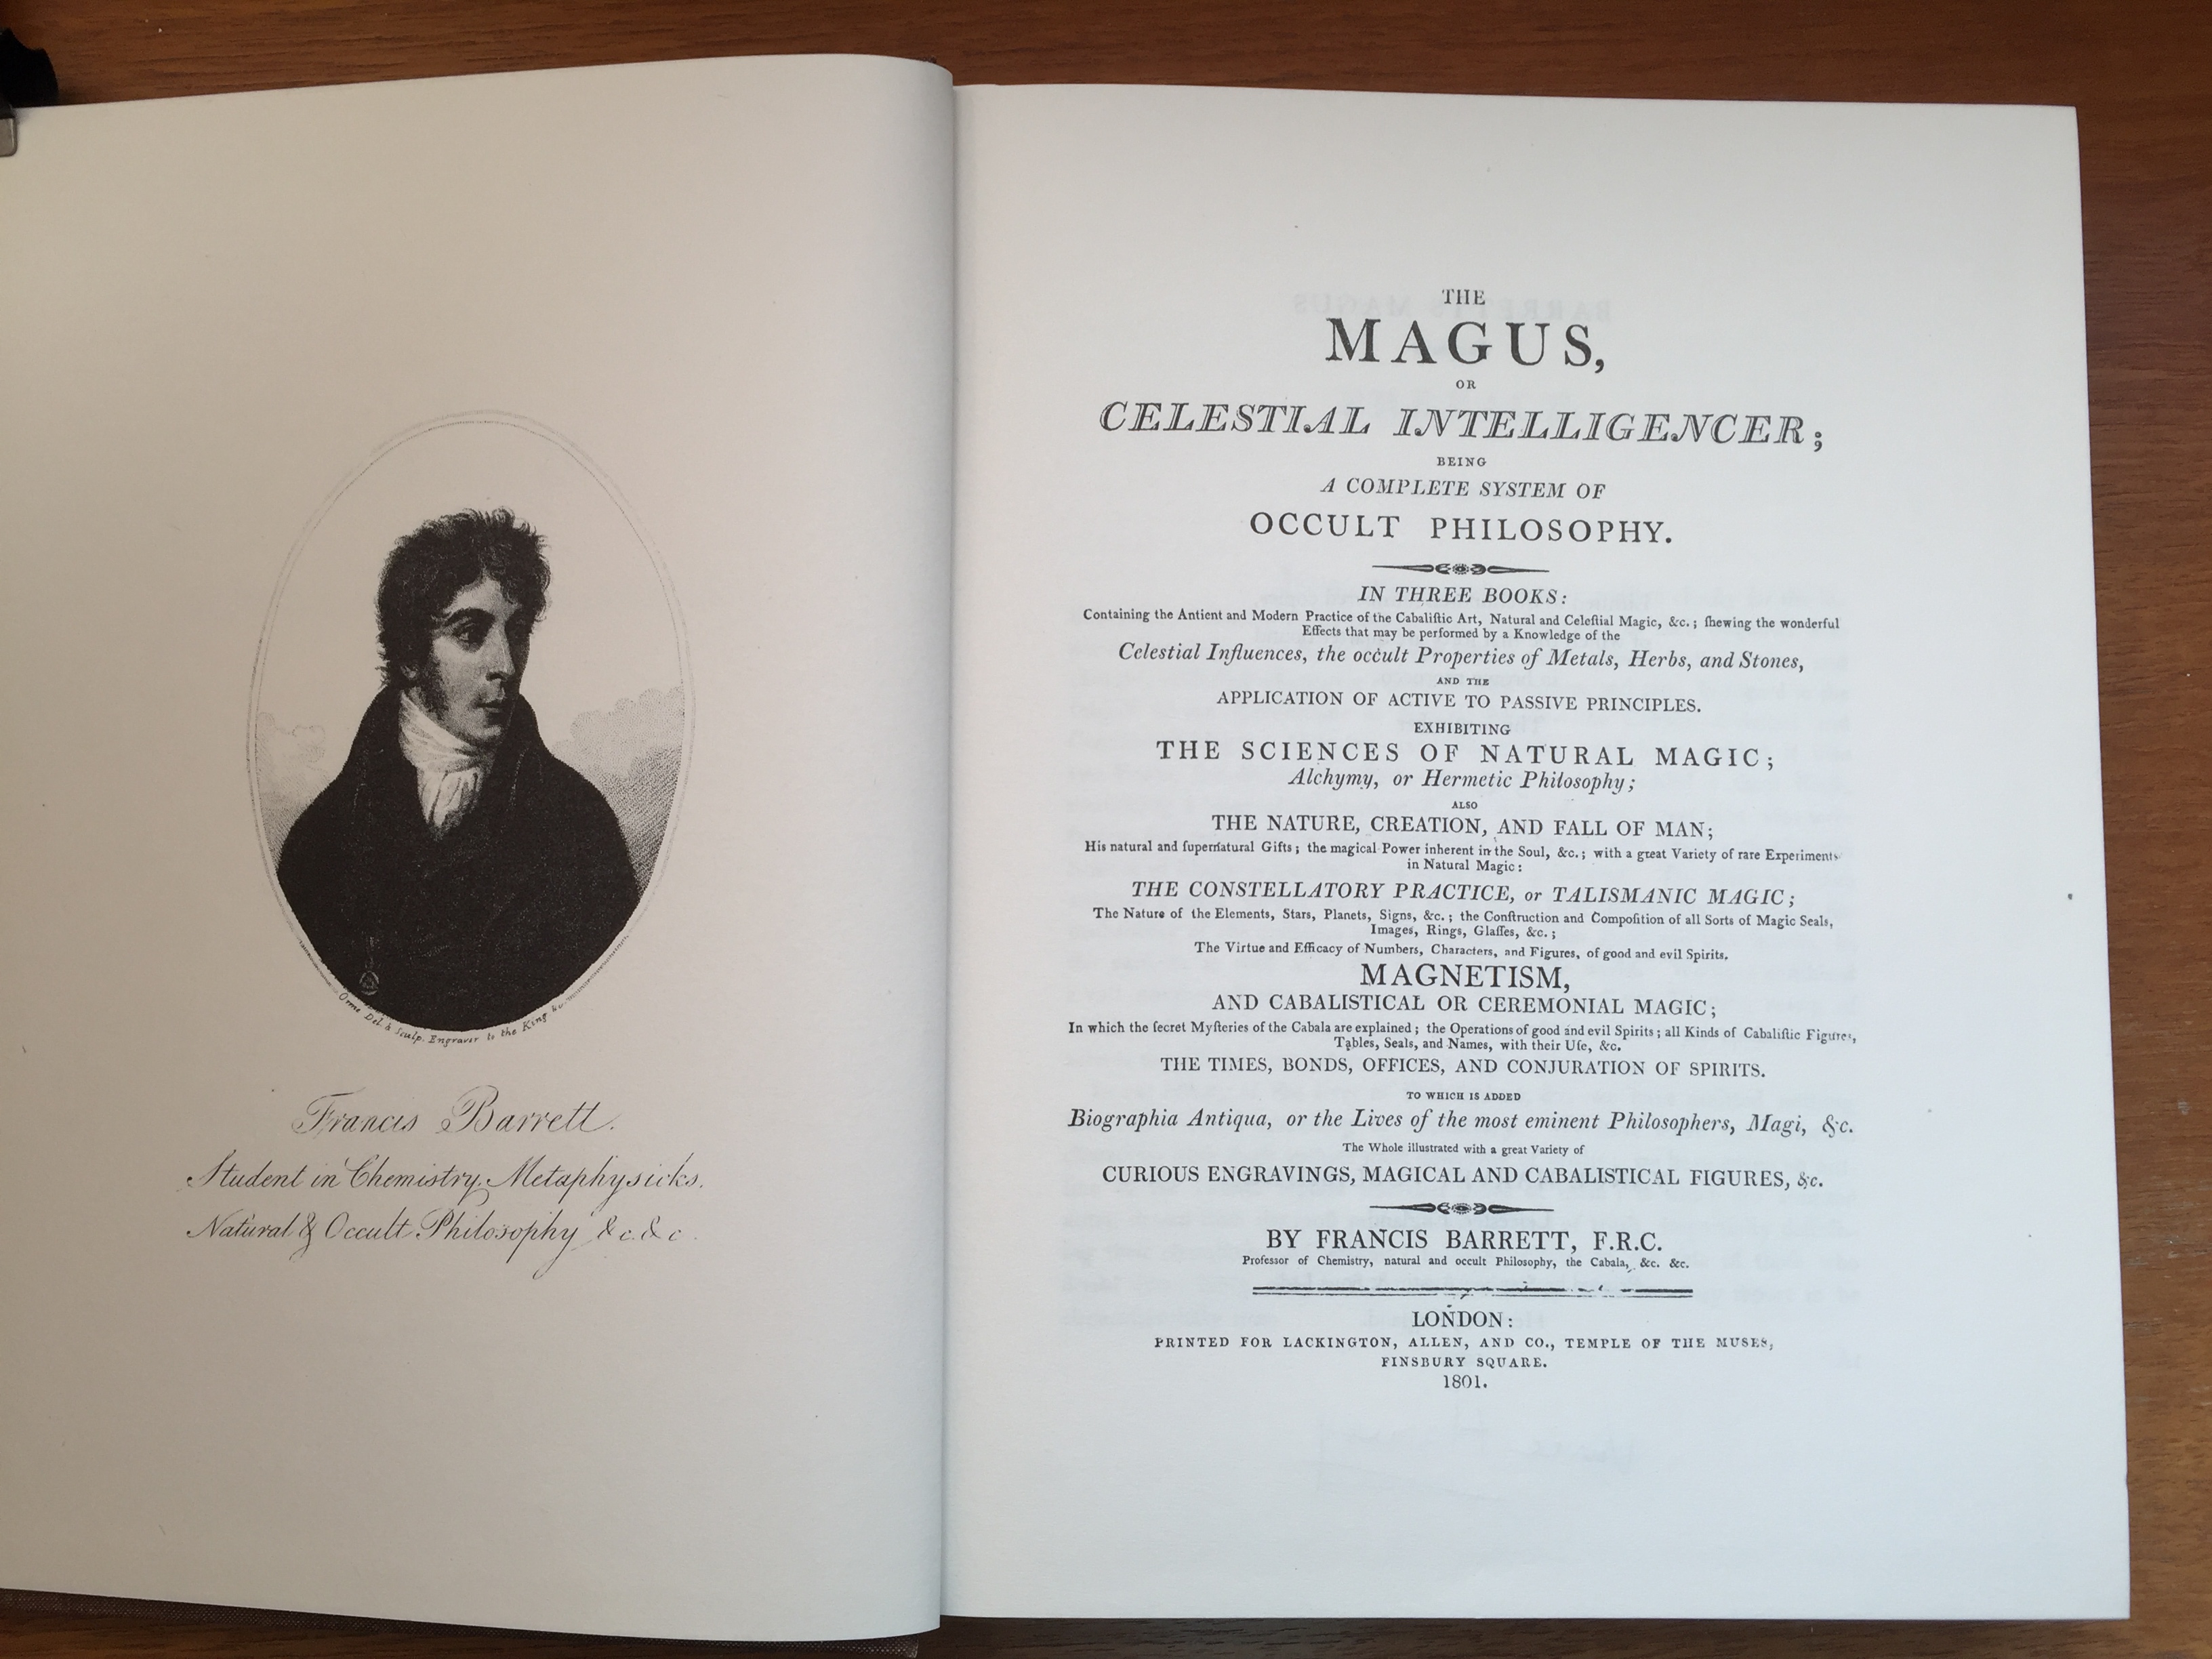 Orme Del. & Sculp. Engraver to the King &c.
Francis Barrett.
Student in Chemistry, Metaphysicks,
Natural & Occult Philosophy &c. &c.
THE
MAGUS,
OR
CELESTIAL INTELLIGENCER;
BEING
A COMPLETE SYSTEM OF
OCCULT PHILOSOPHY.
IN THREE BOOKS:
Containing the Antient and Modern Practice of the Cabaliſtic Art, Natural and Celeſtial Magic, &c.; ſhewing the wonderful
Effects that may be performed by a Knowledge of the
Celestial Influences, the occult Properties of Metals, Herbs, and Stones,
AND THE
APPLICATION OF ACTIVE TO PASSIVE PRINCIPLES.
EXHIBITING
THE SCIENCES OF NATURAL MAGIC;
Alchymy, or Hermetic Philosophy;
ALSO
THE NATURE, CREATION, AND FALL OF MAN;
His natural and ſupernatural Gifts; the magical Power inherent in the Soul, &c.; with a great Variety of rare Experiments
in Natural Magic:
THE CONSTELLATORY PRACTICE, or TALISMANIC MAGIC;
The Nature of the Elements, Stars, Planets, Signs, &c.; the Conſtruction and Compoſition of all Sorts of Magic Seals,
Images, Rings, Glaſſes, &c.;
The Virtue and Efficacy of Numbers, Characters, and Figures, of good and evil Spirits.
MAGNETISM,
AND CABALISTICAL OR CEREMONIAL MAGIC;
In which the ſecret Myſteries of the Cabala are explained; the Operations of good and evil Spirits; all Kinds of Cabaliſtic Figures,
Tables, Seals, and Names, with their Uſe, &c.
THE TIMES, BONDS, OFFICES, AND CONJURATION OF SPIRITS.
TO WHICH IS ADDED
Biographia Antiqua, or the Lives of the most eminent Philosophers, Magi, &c.
The Whole illustrated with a great Variety of
CURIOUS ENGRAVINGS, MAGICAL AND CABALISTICAL FIGURES, &c.
BY FRANCIS BARRETT, F.R.C.
Professor of Chemistry, natural and occult Philosophy, the Cabala, &c. &c.
LONDON:
PRINTED FOR LACKINGTON, ALLEN, AND CO., TEMPLE OF THE MUSES,
FINSBURY SQUARE.
1801.